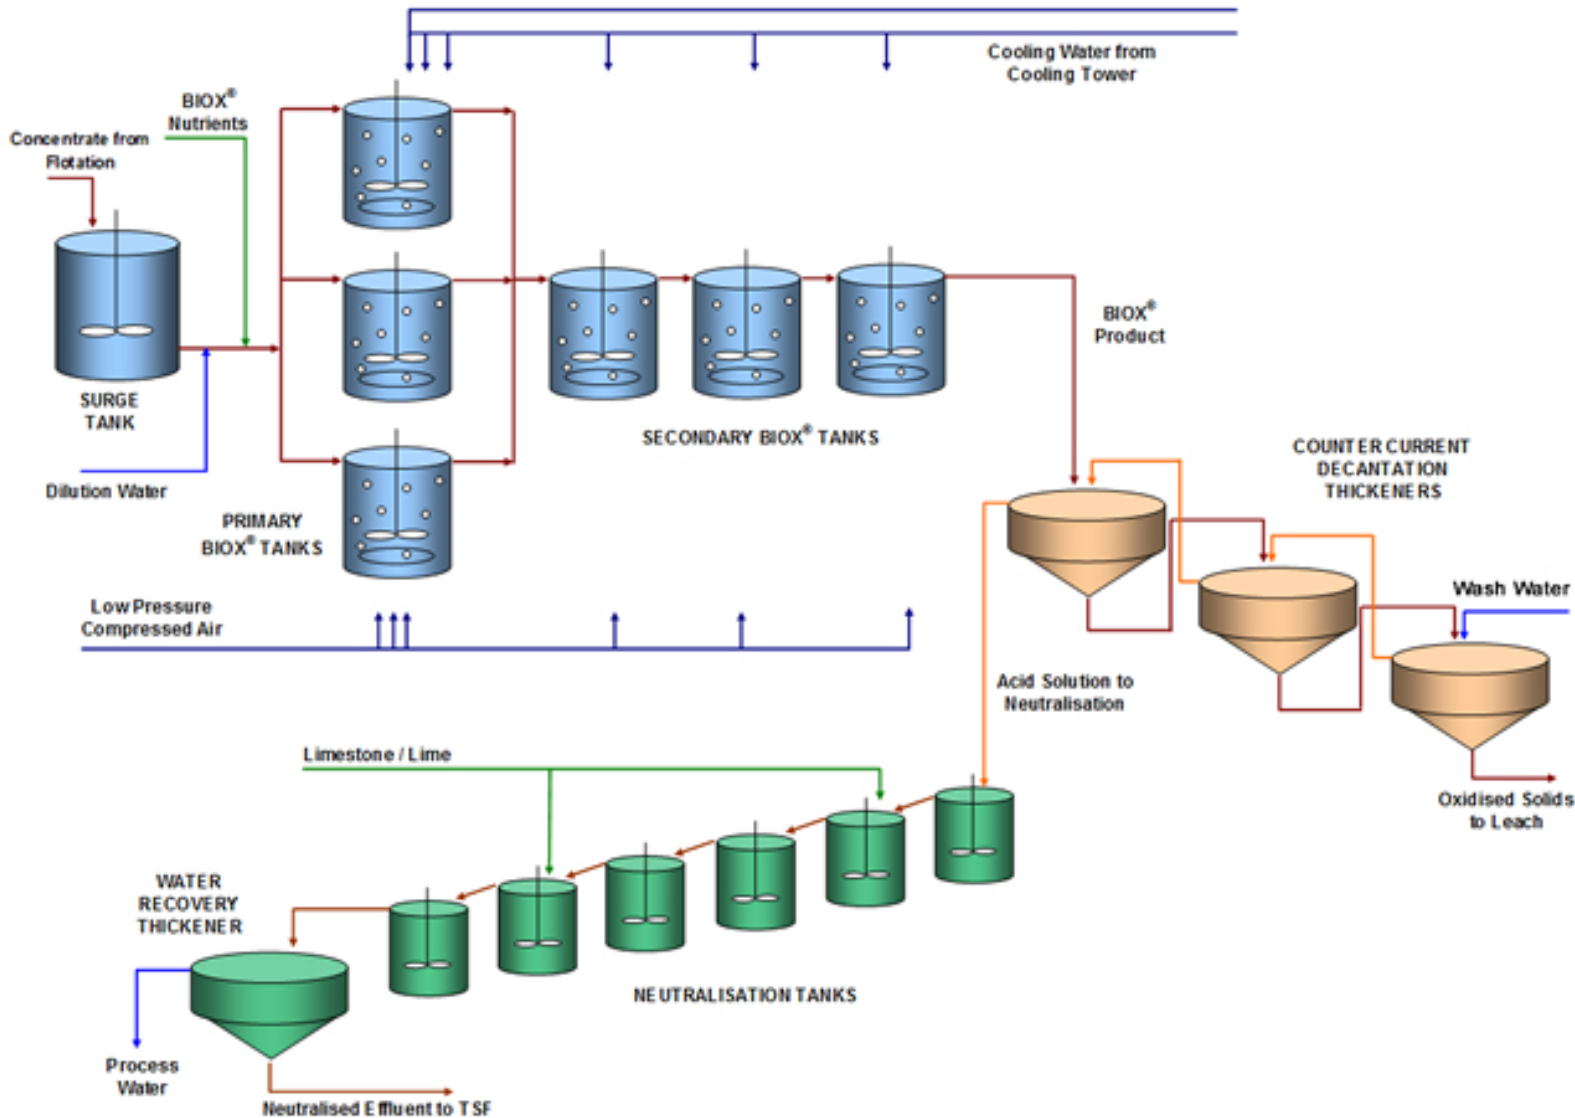 Cooling Water from
Cooling Tower
BIOX®
Nutrients
Concentrate from
Flotation
SURGE
TANK
Dilution Water
PRIMARY
BIOX® TANKS
SECONDARY BIOX® TANKS
BIOX®
Product
COUNTER CURRENT
DECANTATION
THICKENERS
Wash Water
Low Pressure
Compressed Air
Acid Solution to
Neutralisation
Oxidised Solids
to Leach
Limestone / Lime
WATER
RECOVERY
THICKENER
NEUTRALISATION TANKS
Process
Water
Neutralised Effluent to TSF